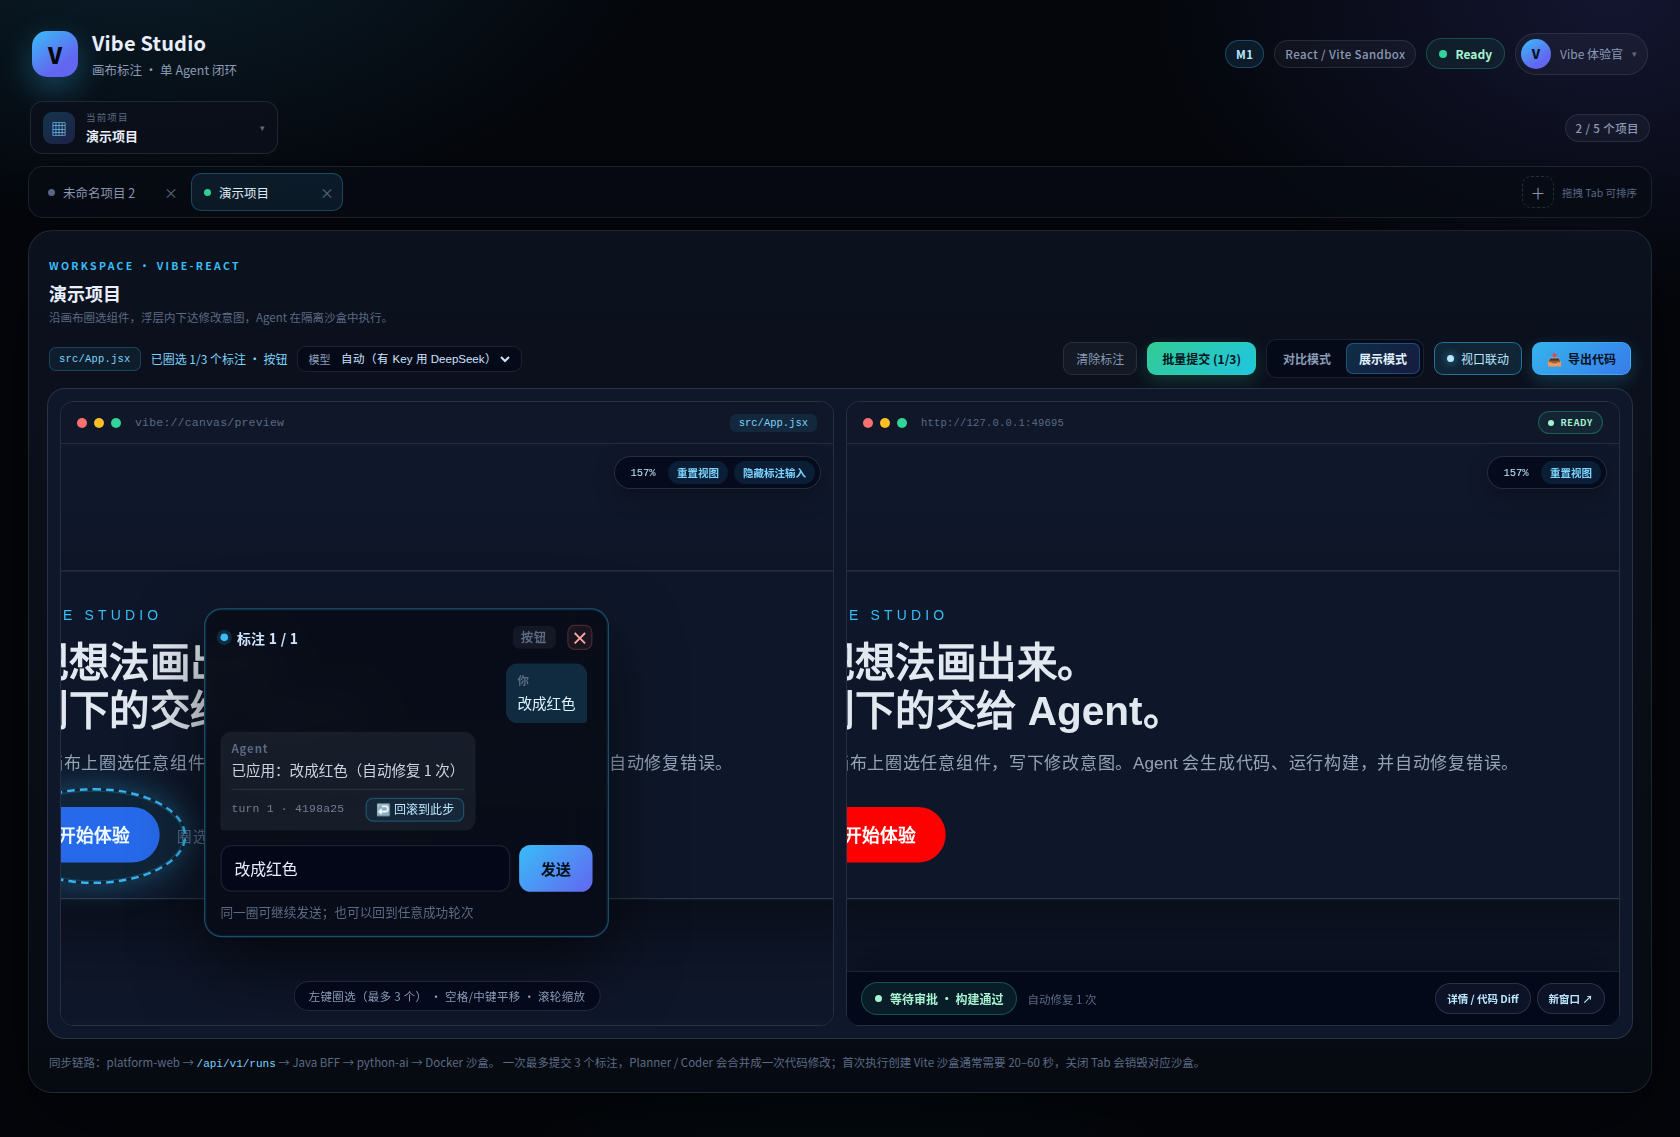 V
Vibe Studio
画布标注 · 单 Agent 闭环
M1
React / Vite Sandbox
Ready
V
Vibe 体验官
当前项目
演示项目
2 / 5 个项目
未命名项目 2
演示项目
拖拽 Tab 可排序
WORKSPACE · VIBE-REACT
演示项目
沿画布圈选组件，浮层内下达修改意图，Agent 在隔离沙盒中执行。
src/App.jsx
已圈选 1/3 个标注 · 按钮
模型
自动（有 Key 用 DeepSeek）
清除标注
批量提交 (1/3)
对比模式
展示模式
视口联动
导出代码
vibe://canvas/preview
src/App.jsx
157%
重置视图
隐藏标注输入
E STUDIO
想法画
下的交给
布上圈选任意组件
自动修复错误。
开始体验
圈选
标注 1 / 1
按钮
你
改成红色
Agent
已应用：改成红色（自动修复 1 次）
turn 1 · 4198a25
回滚到此步
改成红色
发送
同一圈可继续发送；也可以回到任意成功轮次
左键圈选（最多 3 个） · 空格/中键平移 · 滚轮缩放
http://127.0.0.1:49695
READY
157%
重置视图
E STUDIO
想法画出来。
下的交给 Agent。
布上圈选任意组件，写下修改意图。Agent 会生成代码、运行构建，并自动修复错误。
开始体验
等待审批 · 构建通过
自动修复 1 次
详情 / 代码 Diff
新窗口 ↗
同步链路：platform-web → /api/v1/runs → Java BFF → python-ai → Docker 沙盒。 一次最多提交 3 个标注，Planner / Coder 会合并成一次代码修改；首次执行创建 Vite 沙盒通常需要 20–60 秒，关闭 Tab 会销毁对应沙盒。